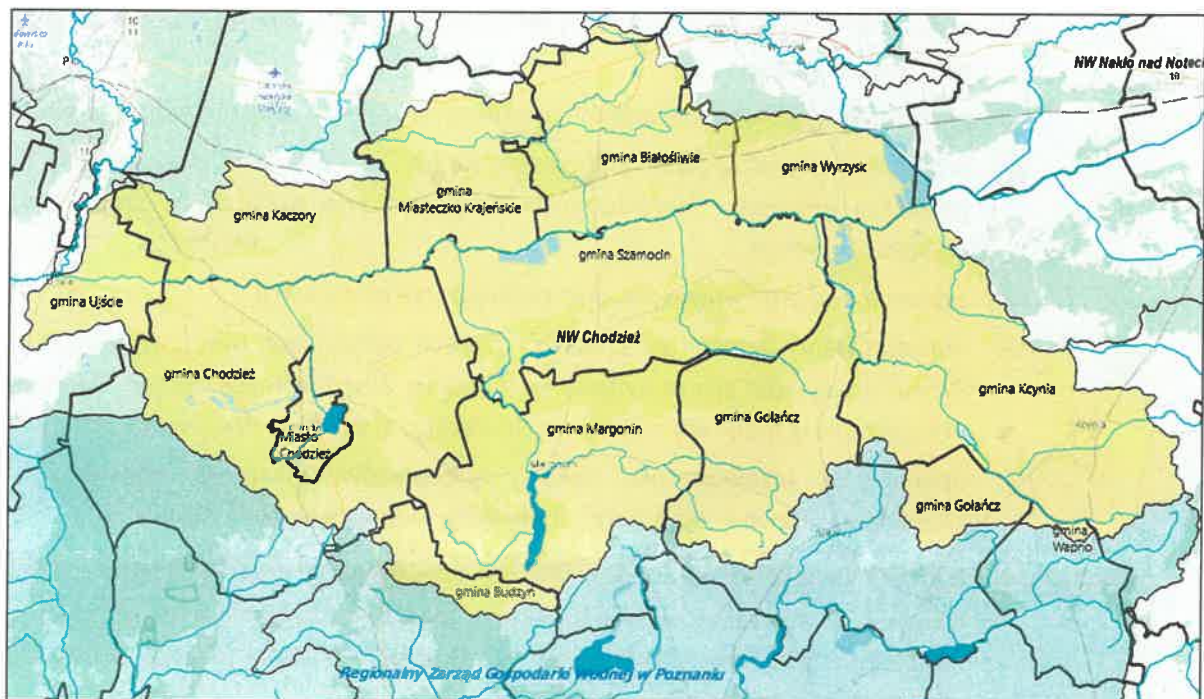 NW Nakło nad Notec
gmina Białośliwie
gmina Wyrzysk
gmina
Miasteczko Krajeńskie
gmina Kaczory
gmina Szamocin
gmina Ujście
NW Chodzież
gmina Chodzież
gmina Kcynia
gmina Margonin
gmina Gołańcz
Miasto
Chodzież
gmina Gołańcz
gmina
Wapno
gmina Budzyń
Regionalny Zarząd Gospodarki Wodnej w Poznaniu